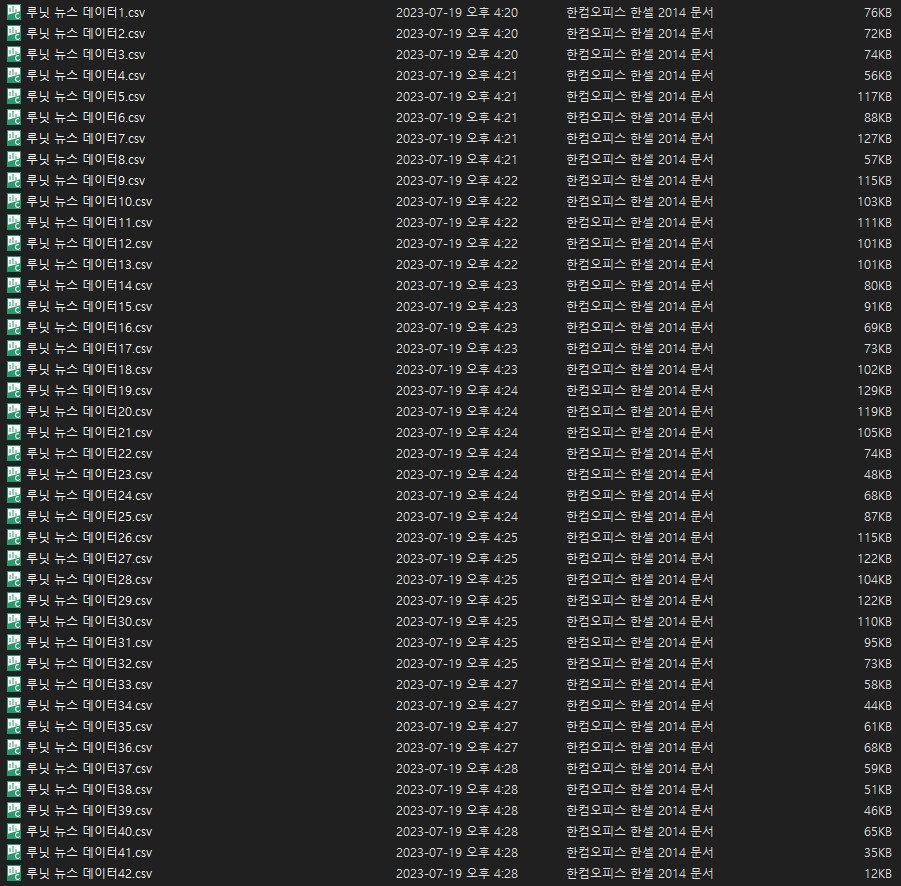 루닛 뉴스 데이터1.csv 2023-07-19 오후 4:20 한컴오피스 한셀 2014 문서 76KB
루닛 뉴스 데이터2.csv 2023-07-19 오후 4:20 한컴오피스 한셀 2014 문서 72KB
루닛 뉴스 데이터3.csv 2023-07-19 오후 4:20 한컴오피스 한셀 2014 문서 74KB
루닛 뉴스 데이터4.csv 2023-07-19 오후 4:21 한컴오피스 한셀 2014 문서 56KB
루닛 뉴스 데이터5.csv 2023-07-19 오후 4:21 한컴오피스 한셀 2014 문서 117KB
루닛 뉴스 데이터6.csv 2023-07-19 오후 4:21 한컴오피스 한셀 2014 문서 88KB
루닛 뉴스 데이터7.csv 2023-07-19 오후 4:21 한컴오피스 한셀 2014 문서 127KB
루닛 뉴스 데이터8.csv 2023-07-19 오후 4:21 한컴오피스 한셀 2014 문서 57KB
루닛 뉴스 데이터9.csv 2023-07-19 오후 4:22 한컴오피스 한셀 2014 문서 115KB
루닛 뉴스 데이터10.csv 2023-07-19 오후 4:22 한컴오피스 한셀 2014 문서 103KB
루닛 뉴스 데이터11.csv 2023-07-19 오후 4:22 한컴오피스 한셀 2014 문서 111KB
루닛 뉴스 데이터12.csv 2023-07-19 오후 4:22 한컴오피스 한셀 2014 문서 101KB
루닛 뉴스 데이터13.csv 2023-07-19 오후 4:22 한컴오피스 한셀 2014 문서 101KB
루닛 뉴스 데이터14.csv 2023-07-19 오후 4:23 한컴오피스 한셀 2014 문서 80KB
루닛 뉴스 데이터15.csv 2023-07-19 오후 4:23 한컴오피스 한셀 2014 문서 91KB
루닛 뉴스 데이터16.csv 2023-07-19 오후 4:23 한컴오피스 한셀 2014 문서 69KB
루닛 뉴스 데이터17.csv 2023-07-19 오후 4:23 한컴오피스 한셀 2014 문서 73KB
루닛 뉴스 데이터18.csv 2023-07-19 오후 4:23 한컴오피스 한셀 2014 문서 102KB
루닛 뉴스 데이터19.csv 2023-07-19 오후 4:24 한컴오피스 한셀 2014 문서 129KB
루닛 뉴스 데이터20.csv 2023-07-19 오후 4:24 한컴오피스 한셀 2014 문서 119KB
루닛 뉴스 데이터21.csv 2023-07-19 오후 4:24 한컴오피스 한셀 2014 문서 105KB
루닛 뉴스 데이터22.csv 2023-07-19 오후 4:24 한컴오피스 한셀 2014 문서 74KB
루닛 뉴스 데이터23.csv 2023-07-19 오후 4:24 한컴오피스 한셀 2014 문서 48KB
루닛 뉴스 데이터24.csv 2023-07-19 오후 4:24 한컴오피스 한셀 2014 문서 68KB
루닛 뉴스 데이터25.csv 2023-07-19 오후 4:24 한컴오피스 한셀 2014 문서 87KB
루닛 뉴스 데이터26.csv 2023-07-19 오후 4:25 한컴오피스 한셀 2014 문서 115KB
루닛 뉴스 데이터27.csv 2023-07-19 오후 4:25 한컴오피스 한셀 2014 문서 122KB
루닛 뉴스 데이터28.csv 2023-07-19 오후 4:25 한컴오피스 한셀 2014 문서 104KB
루닛 뉴스 데이터29.csv 2023-07-19 오후 4:25 한컴오피스 한셀 2014 문서 122KB
루닛 뉴스 데이터30.csv 2023-07-19 오후 4:25 한컴오피스 한셀 2014 문서 110KB
루닛 뉴스 데이터31.csv 2023-07-19 오후 4:25 한컴오피스 한셀 2014 문서 95KB
루닛 뉴스 데이터32.csv 2023-07-19 오후 4:25 한컴오피스 한셀 2014 문서 73KB
루닛 뉴스 데이터33.csv 2023-07-19 오후 4:27 한컴오피스 한셀 2014 문서 58KB
루닛 뉴스 데이터34.csv 2023-07-19 오후 4:27 한컴오피스 한셀 2014 문서 44KB
루닛 뉴스 데이터35.csv 2023-07-19 오후 4:27 한컴오피스 한셀 2014 문서 61KB
루닛 뉴스 데이터36.csv 2023-07-19 오후 4:27 한컴오피스 한셀 2014 문서 68KB
루닛 뉴스 데이터37.csv 2023-07-19 오후 4:28 한컴오피스 한셀 2014 문서 59KB
루닛 뉴스 데이터38.csv 2023-07-19 오후 4:28 한컴오피스 한셀 2014 문서 51KB
루닛 뉴스 데이터39.csv 2023-07-19 오후 4:28 한컴오피스 한셀 2014 문서 46KB
루닛 뉴스 데이터40.csv 2023-07-19 오후 4:28 한컴오피스 한셀 2014 문서 65KB
루닛 뉴스 데이터41.csv 2023-07-19 오후 4:28 한컴오피스 한셀 2014 문서 35KB
루닛 뉴스 데이터42.csv 2023-07-19 오후 4:28 한컴오피스 한셀 2014 문서 12KB